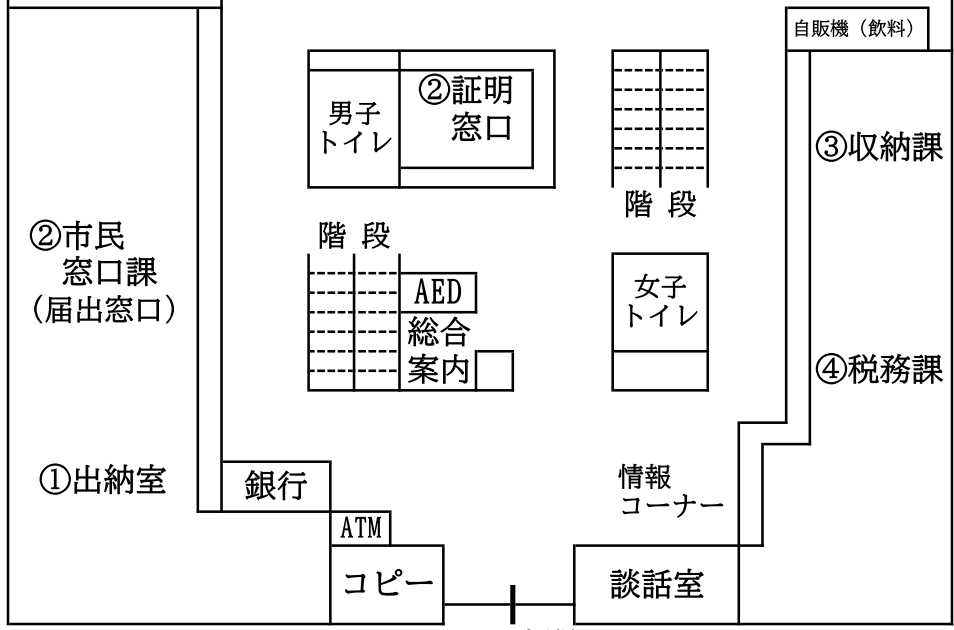 自販機（飲料）
男子
トイレ
②証明
窓口
③収納課
階 段
②市民
窓口課
（届出窓口）
階 段
AED
総合
案内
女子
トイレ
④税務課
①出納室
銀行
情報
コーナー
ATM
コピー
談話室